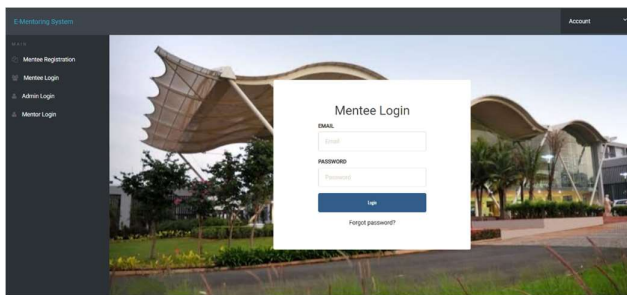 E-Mentoring System
Account
MAIN
Mentee Registration
Mentee Login
Admin Login
Mentor Login
Mentee Login
EMAIL
Email
PASSWORD
Password
Login
Forgot password?